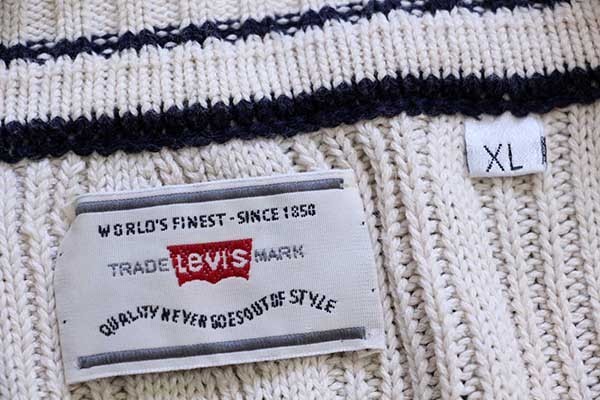 XL
WORLD'S FINEST - SINCE 1850
TRADE Levi's MARK
QUALITY NEVER GOES OUT OF STYLE